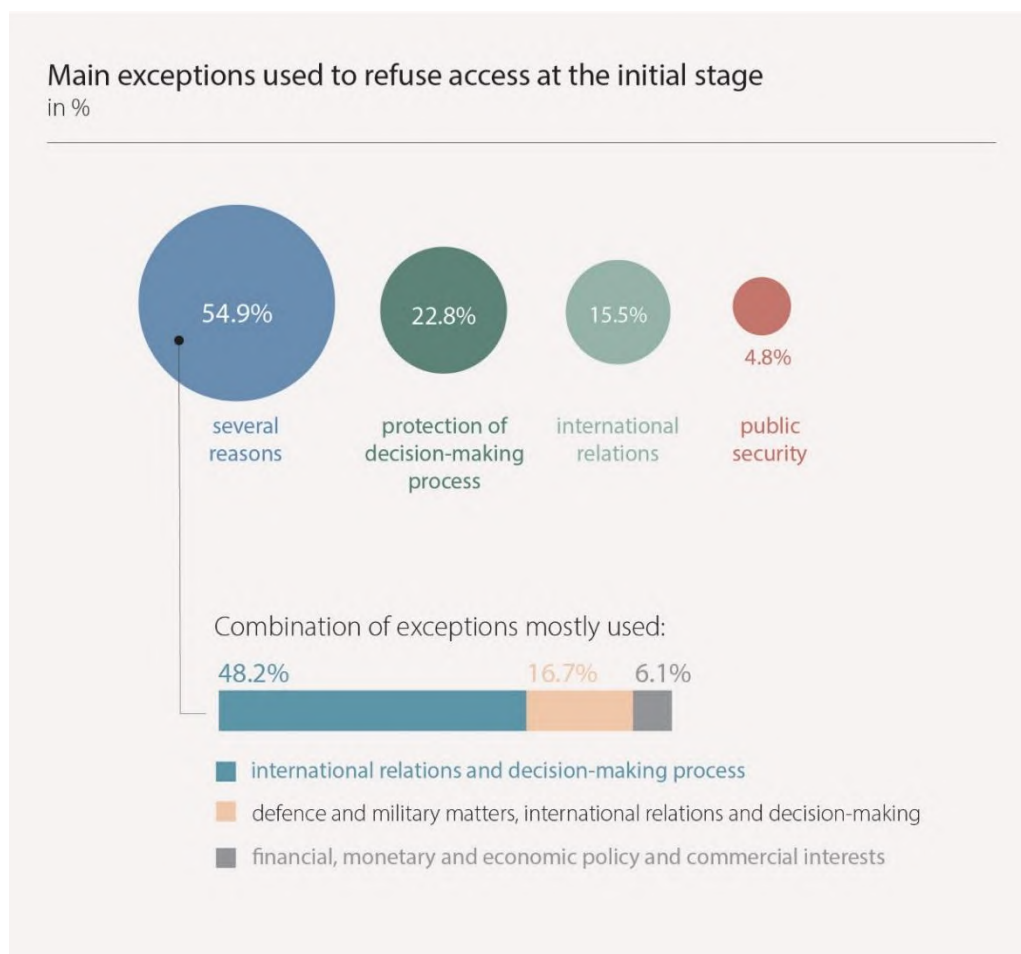 Main exceptions used to refuse access at the initial stage
in %
54.9%
22.8%
15.5%
4.8%
several
reasons
protection of
decision-making
process
international
relations
public
security
Combination of exceptions mostly used:
48.2%
16.7%
6.1%
international relations and decision-making process
defence and military matters, international relations and decision-making
financial, monetary and economic policy and commercial interests